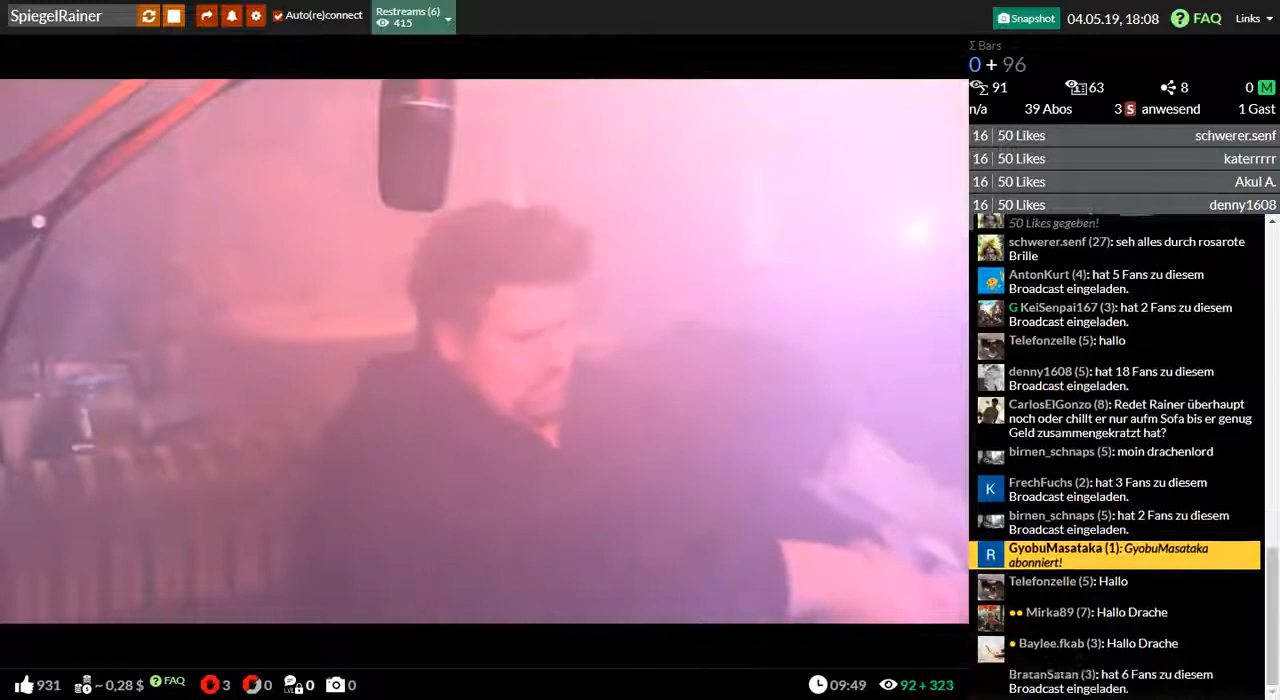 SpiegelRainer
Auto(re)connect
Restreams (6)
415
Snapshot
04.05.19, 18:08
FAQ
Links
Σ Bars
0 + 96
91
63
8
0 M
n/a
39 Abos
3 S anwesend
1 Gast
16 | 50 Likes schwerer.senf
16 | 50 Likes katerrrrr
16 | 50 Likes Akul A.
16 | 50 Likes denny1608
50 Likes gegeben!
schwerer.senf (27): seh alles durch rosarote
Brille
AntonKurt (4): hat 5 Fans zu diesem
Broadcast eingeladen.
G KeiSenpai167 (3): hat 2 Fans zu diesem
Broadcast eingeladen.
Telefonzelle (5): hallo
denny1608 (5): hat 18 Fans zu diesem
Broadcast eingeladen.
CarlosElGonzo (8): Redet Rainer überhaupt
noch oder chillt er nur aufm Sofa bis er genug
Geld zusammengekratzt hat?
birnen_schnaps (5): moin drachenlord
K
FrechFuchs (2): hat 3 Fans zu diesem
Broadcast eingeladen.
birnen_schnaps (5): hat 2 Fans zu diesem
Broadcast eingeladen.
R
GyobuMasataka (1): GyobuMasataka
abonniert!
Telefonzelle (5): Hallo
Mirka89 (7): Hallo Drache
Baylee.fkab (3): Hallo Drache
BratanSatan (3): hat 6 Fans zu diesem
Broadcast eingeladen.
931
~ 0,28 $
FAQ
3
0
LVL
0
0
09:49
92 + 323